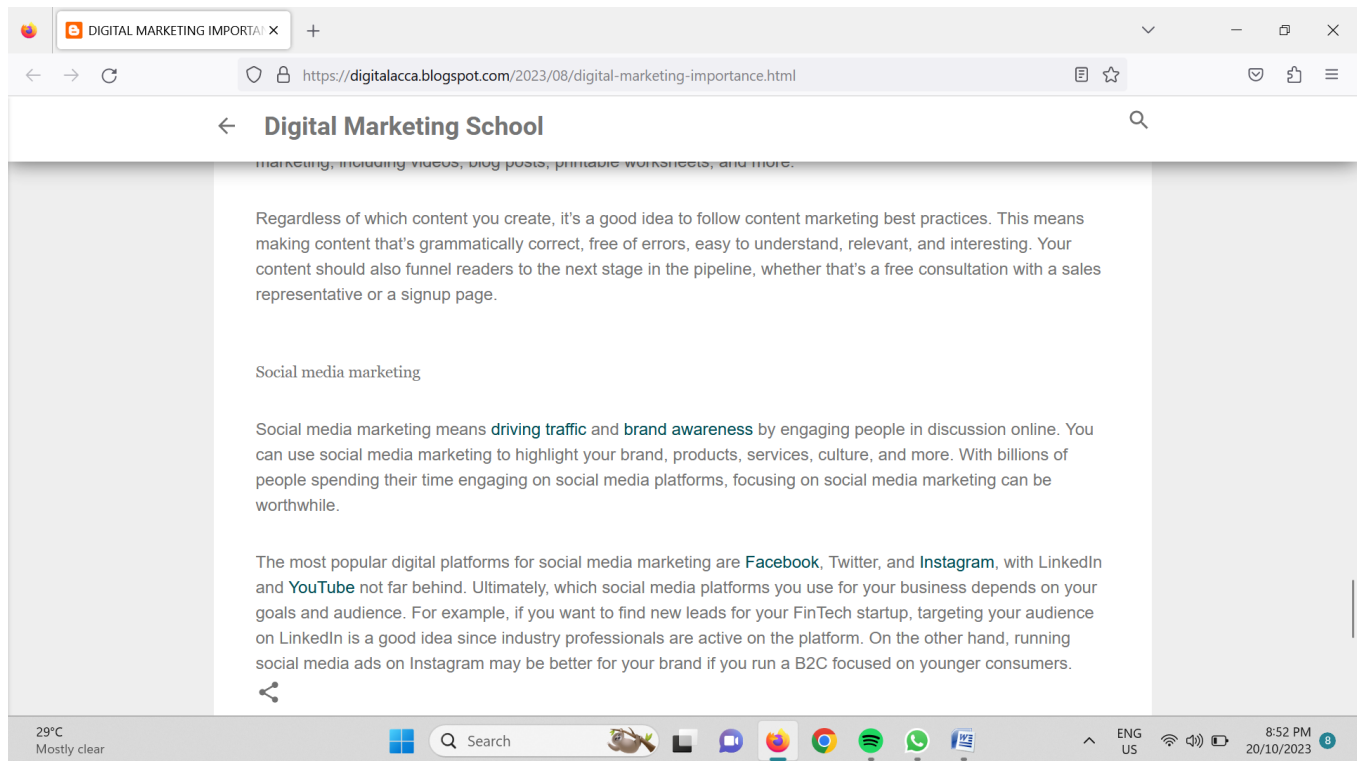 DIGITAL MARKETING IMPORTA
https://digitalacca.blogspot.com/2023/08/digital-marketing-importance.html
Digital Marketing School
marketing, including videos, blog posts, printable worksheets, and more.
Regardless of which content you create, it’s a good idea to follow content marketing best practices. This means
making content that’s grammatically correct, free of errors, easy to understand, relevant, and interesting. Your
content should also funnel readers to the next stage in the pipeline, whether that’s a free consultation with a sales
representative or a signup page.
Social media marketing
Social media marketing means driving traffic and brand awareness by engaging people in discussion online. You
can use social media marketing to highlight your brand, products, services, culture, and more. With billions of
people spending their time engaging on social media platforms, focusing on social media marketing can be
worthwhile.
The most popular digital platforms for social media marketing are Facebook, Twitter, and Instagram, with LinkedIn
and YouTube not far behind. Ultimately, which social media platforms you use for your business depends on your
goals and audience. For example, if you want to find new leads for your FinTech startup, targeting your audience
on LinkedIn is a good idea since industry professionals are active on the platform. On the other hand, running
social media ads on Instagram may be better for your brand if you run a B2C focused on younger consumers.
29°C
Mostly clear
Search
ENG
US
8:52 PM
20/10/2023
8